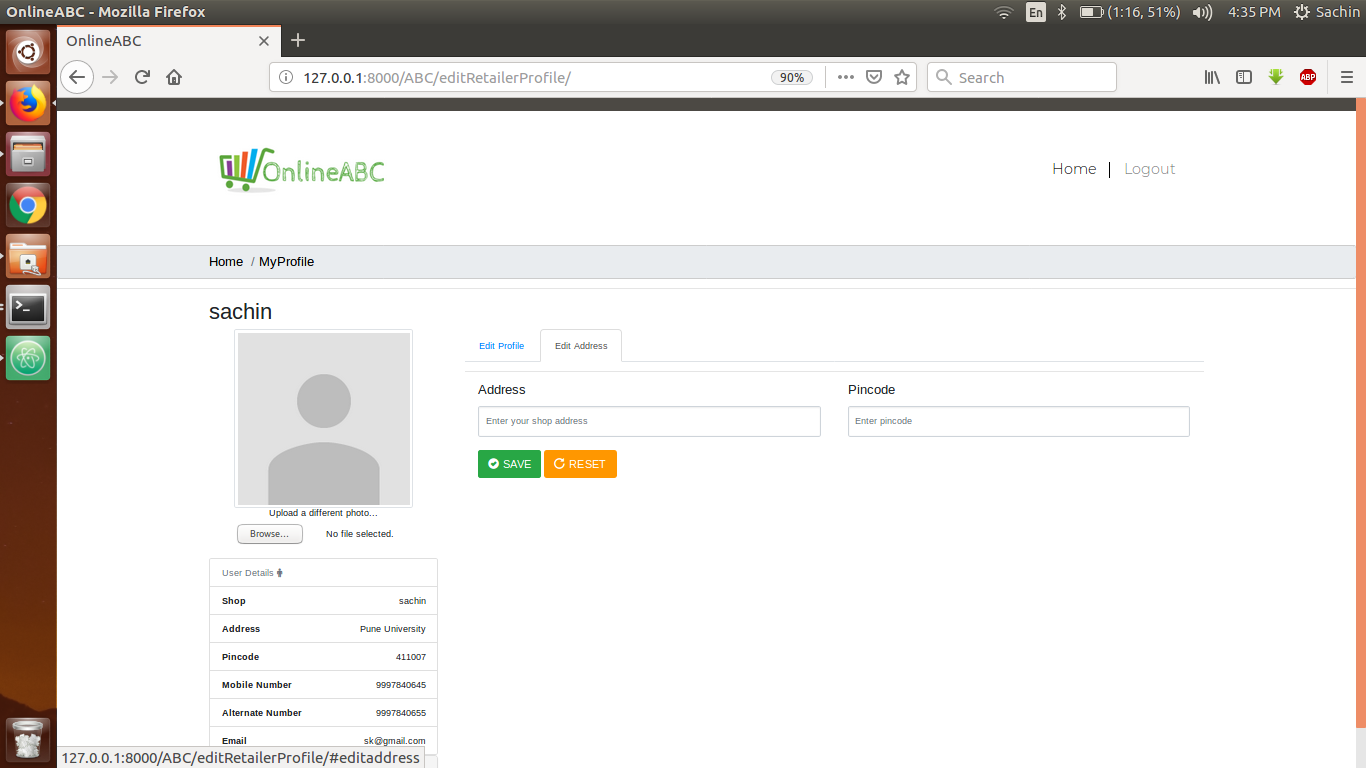 OnlineABC - Mozilla Firefox
En (1:16, 51%) 4:35 PM Sachin
OnlineABC
127.0.0.1:8000/ABC/editRetailerProfile/ 90% Search ABP
OnlineABC
Home Logout
Home / MyProfile
sachin
Edit Profile Edit Address
Address Pincode
Enter your shop address Enter pincode
SAVE RESET
Upload a different photo...
Browse... No file selected.
User Details
Shop sachin
Address Pune University
Pincode 411007
Mobile Number 9997840645
Alternate Number 9997840655
Email sk@gmail.com
127.0.0.1:8000/ABC/editRetailerProfile/#editaddress